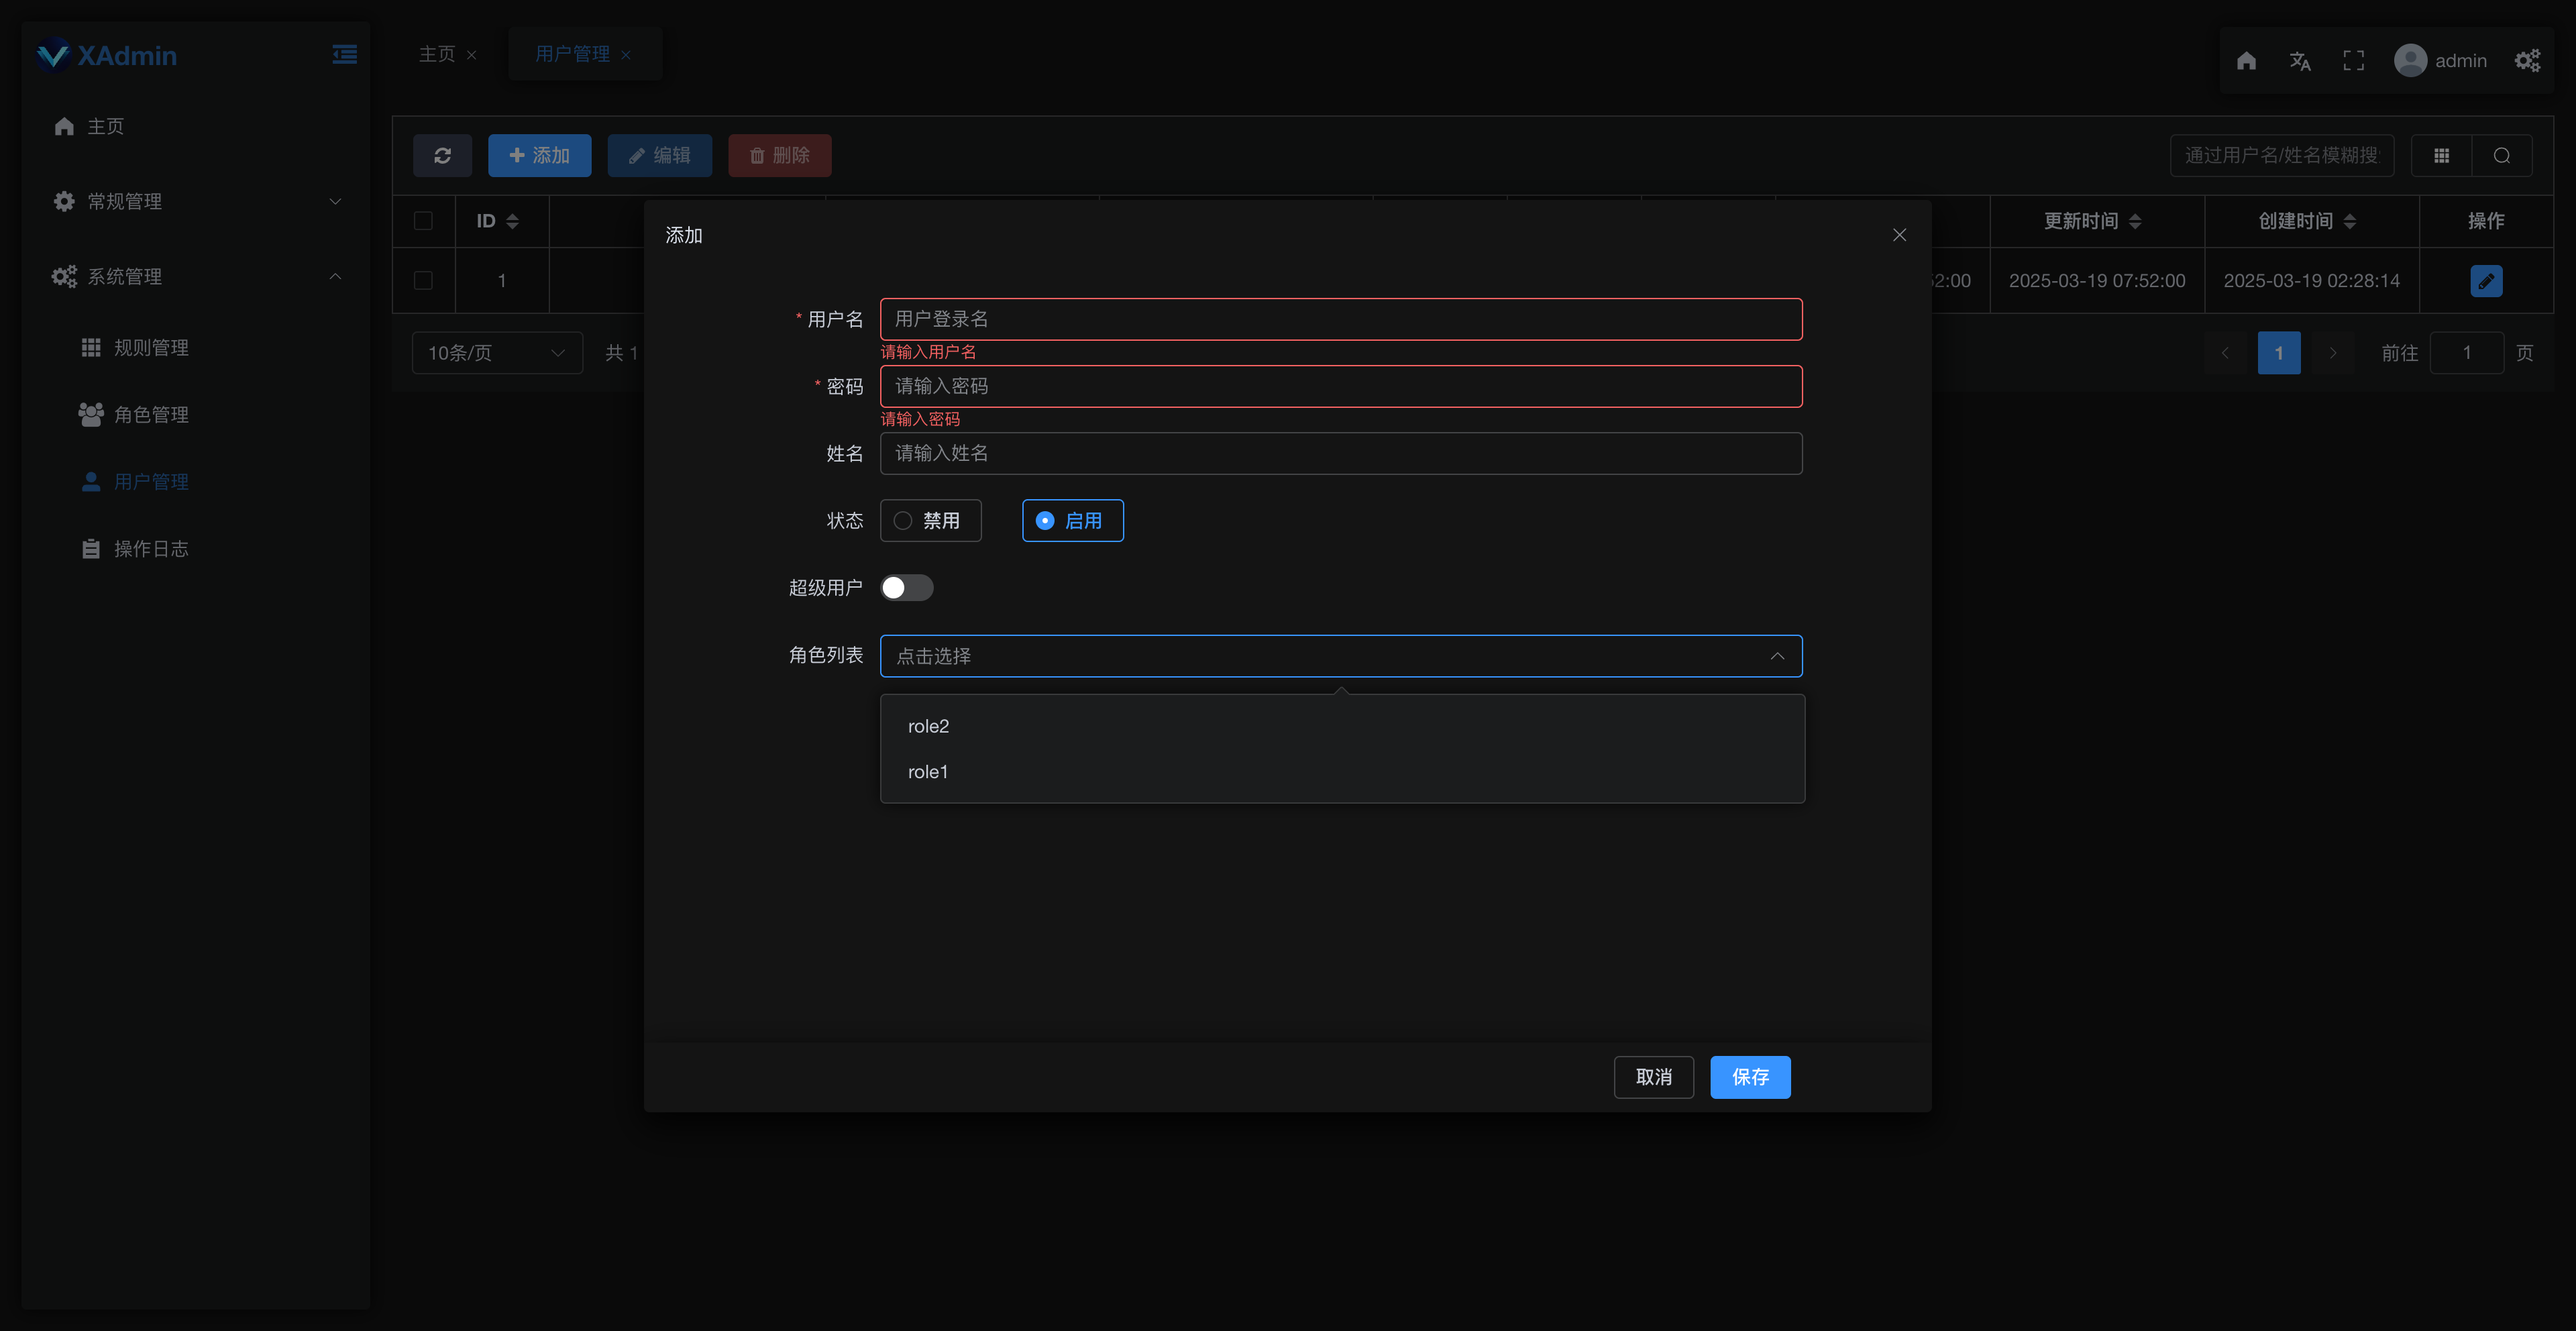 XAdmin
主页
用户管理
admin
主页
常规管理
系统管理
规则管理
角色管理
用户管理
操作日志
添加
编辑
删除
通过用户名/姓名模糊搜
ID
更新时间
创建时间
操作
1
2:00
2025-03-19 07:52:00
2025-03-19 02:28:14
10条/页
共 1
1
前往
1
页
添加
* 用户名
用户登录名
请输入用户名
* 密码
请输入密码
请输入密码
姓名
请输入姓名
状态
禁用
启用
超级用户
角色列表
点击选择
role2
role1
取消
保存